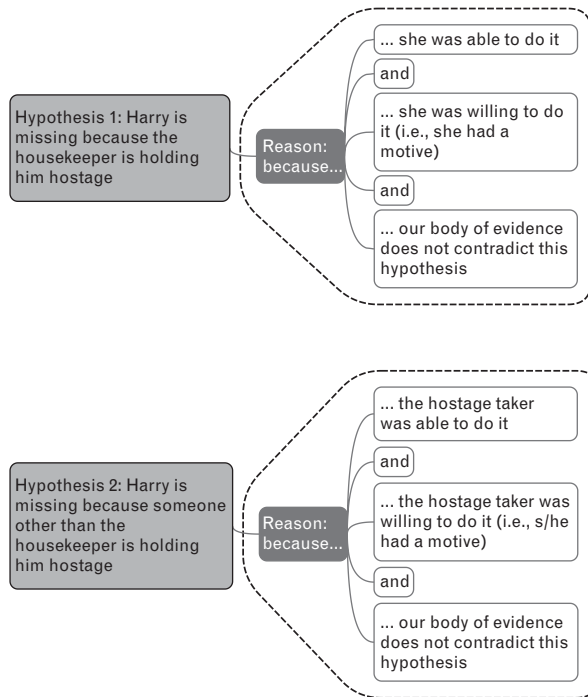 Hypothesis 1: Harry is
missing because the
housekeeper is holding
him hostage
Reason:
because...
... she was able to do it
and
... she was willing to do
it (i.e., she had a
motive)
and
... our body of evidence
does not contradict this
hypothesis
Hypothesis 2: Harry is
missing because someone
other than the
housekeeper is holding
him hostage
Reason:
because...
... the hostage taker
was able to do it
and
... the hostage taker was
willing to do it (i.e., s/he
had a motive)
and
... our body of evidence
does not contradict this
hypothesis